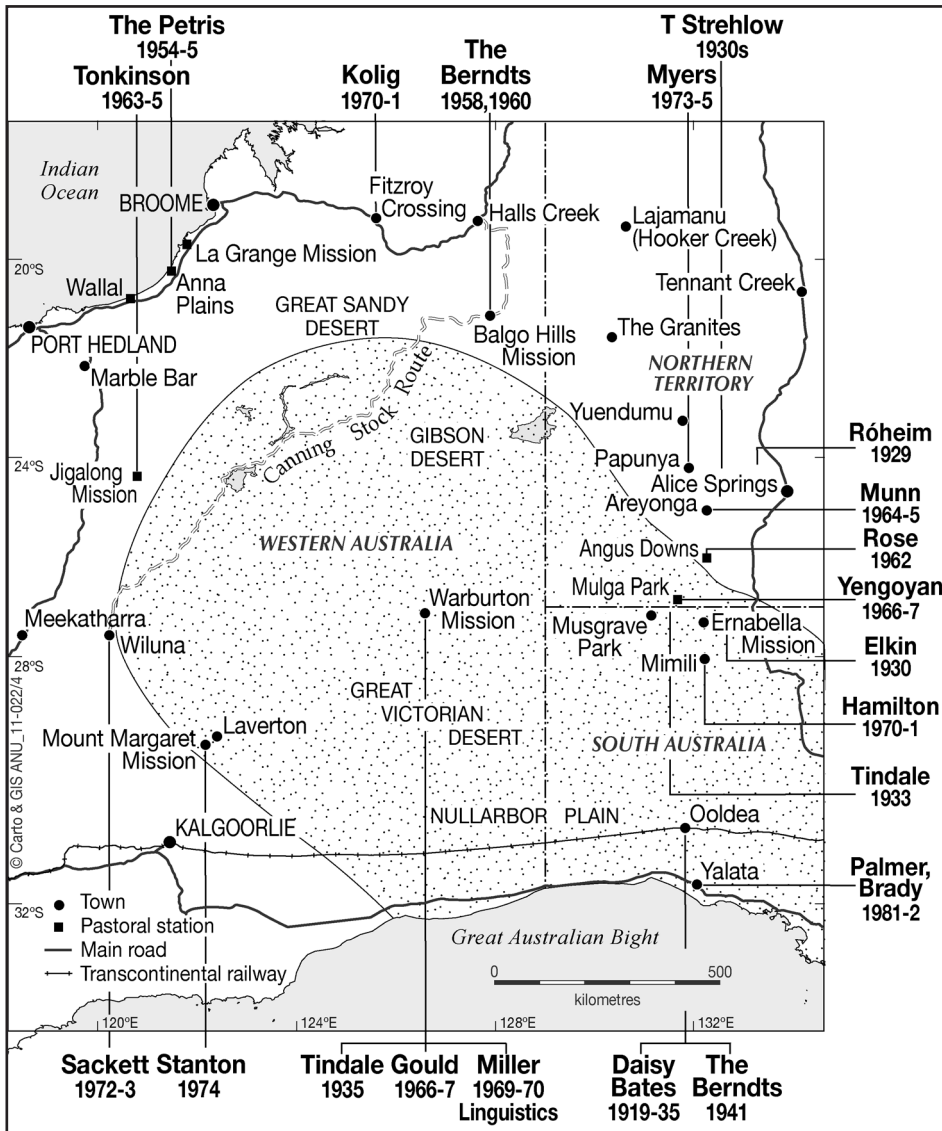 The Petris
1954-5
Tonkinson
1963-5
Kolig
1970-1
The
Berndts
1958,1960
T Strehlow
1930s
Myers
1973-5
Indian
Ocean
BROOME
Fitzroy
Crossing
Halls Creek
Lajamanu
(Hooker Creek)
La Grange Mission
20°S
Wallal
Anna
Plains
Tennant Creek
GREAT SANDY
DESERT
PORT HEDLAND
Balgo Hills
Mission
The Granites
Marble Bar
NORTHERN
TERRITORY
Canning Stock Route
Yuendumu
GIBSON
DESERT
Róheim
1929
24°S
Jigalong
Mission
Papunya
Alice Springs
Areyonga
Munn
1964-5
WESTERN AUSTRALIA
Angus Downs
Rose
1962
Mulga Park
Yengoyan
1966-7
Meekatharra
Wiluna
Warburton
Mission
Musgrave
Park
Ernabella
Mission
Elkin
1930
28°S
Mimili
GREAT
VICTORIAN
DESERT
Hamilton
1970-1
Laverton
Mount Margaret
Mission
SOUTH AUSTRALIA
Tindale
1933
© Carto & GIS ANU_11-022/4
KALGOORLIE
NULLARBOR PLAIN
Ooldea
Yalata
Palmer,
Brady
1981-2
32°S
Town
Pastoral station
Main road
Transcontinental railway
Great Australian Bight
0 500
kilometres
120°E 124°E 128°E 132°E
Sackett
1972-3
Stanton
1974
Tindale
1935
Gould
1966-7
Miller
1969-70
Linguistics
Daisy
Bates
1919-35
The
Berndts
1941